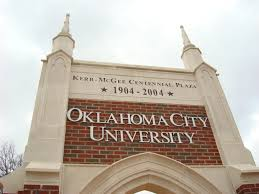 KERR-MCGEE CENTENNIAL PLAZA
★ 1904 - 2004 ★
OKLAHOMA CITY
UNIVERSITY